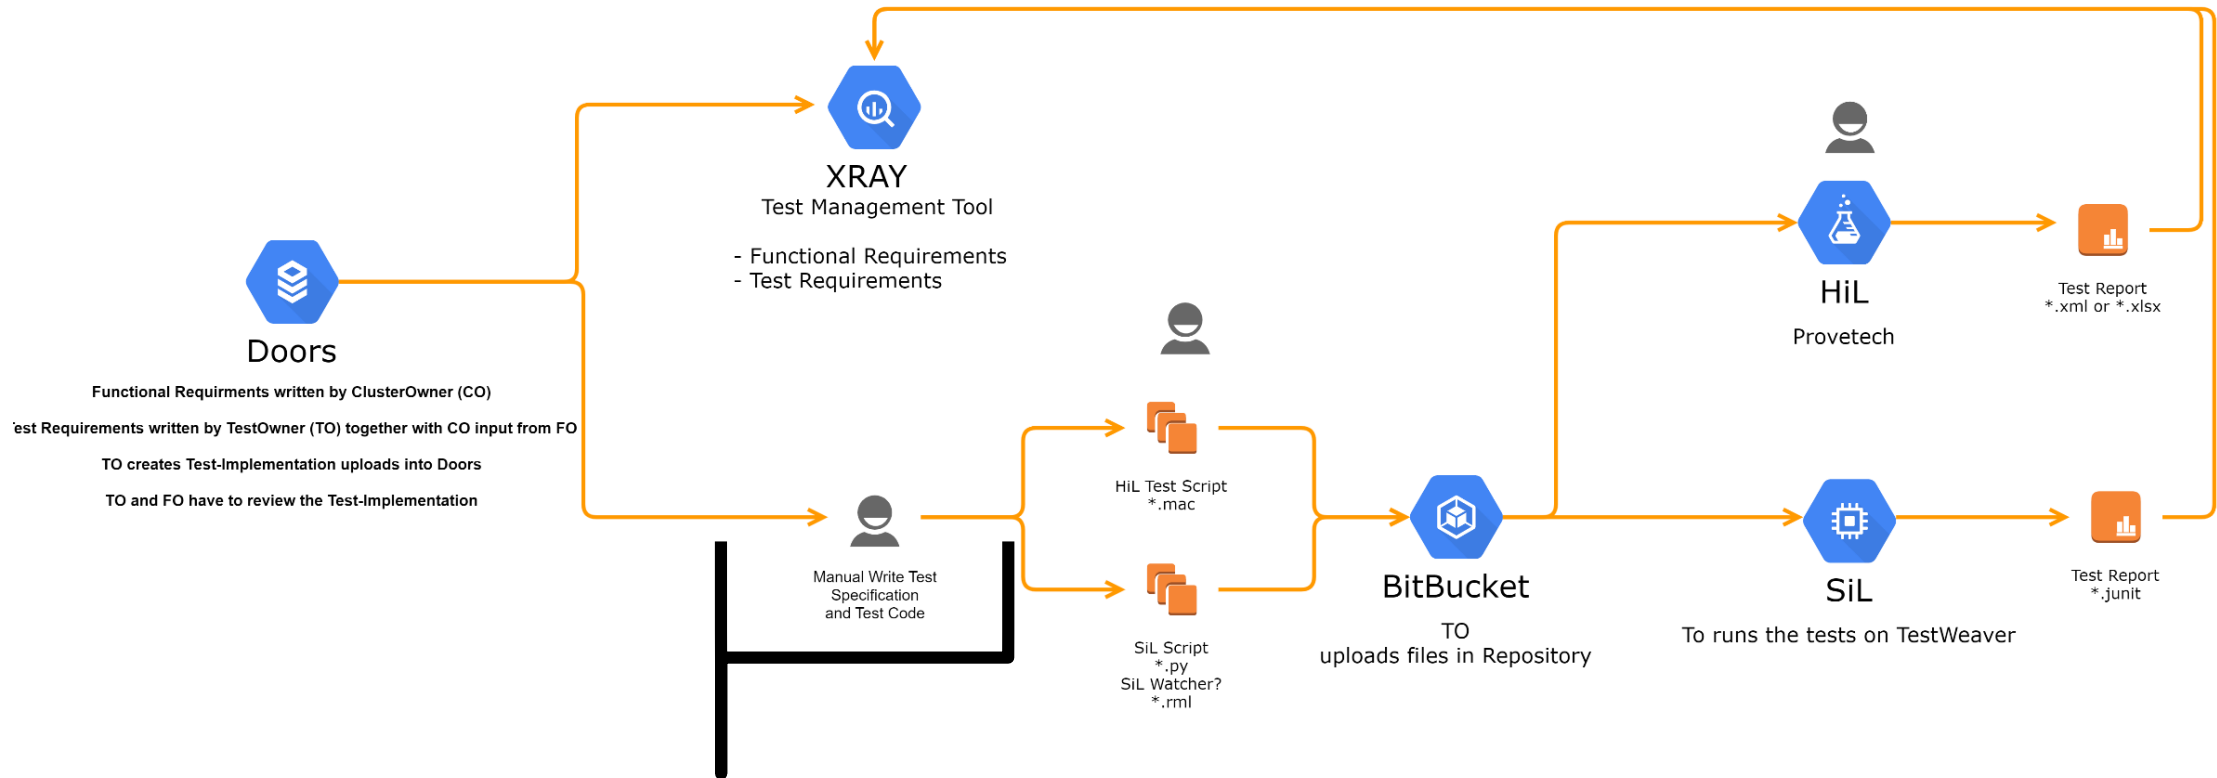 XRAY
Test Management Tool
- Functional Requirements
- Test Requirements
Doors
Functional Requirments written by ClusterOwner (CO)
est Requirements written by TestOwner (TO) together with CO input from FO
TO creates Test-Implementation uploads into Doors
TO and FO have to review the Test-Implementation
Manual Write Test
Specification
and Test Code
HiL Test Script
*.mac
SiL Script
*.py
SiL Watcher?
*.rml
BitBucket
TO
uploads files in Repository
HiL
Provetech
Test Report
*.xml or *.xlsx
SiL
To runs the tests on TestWeaver
Test Report
*.junit